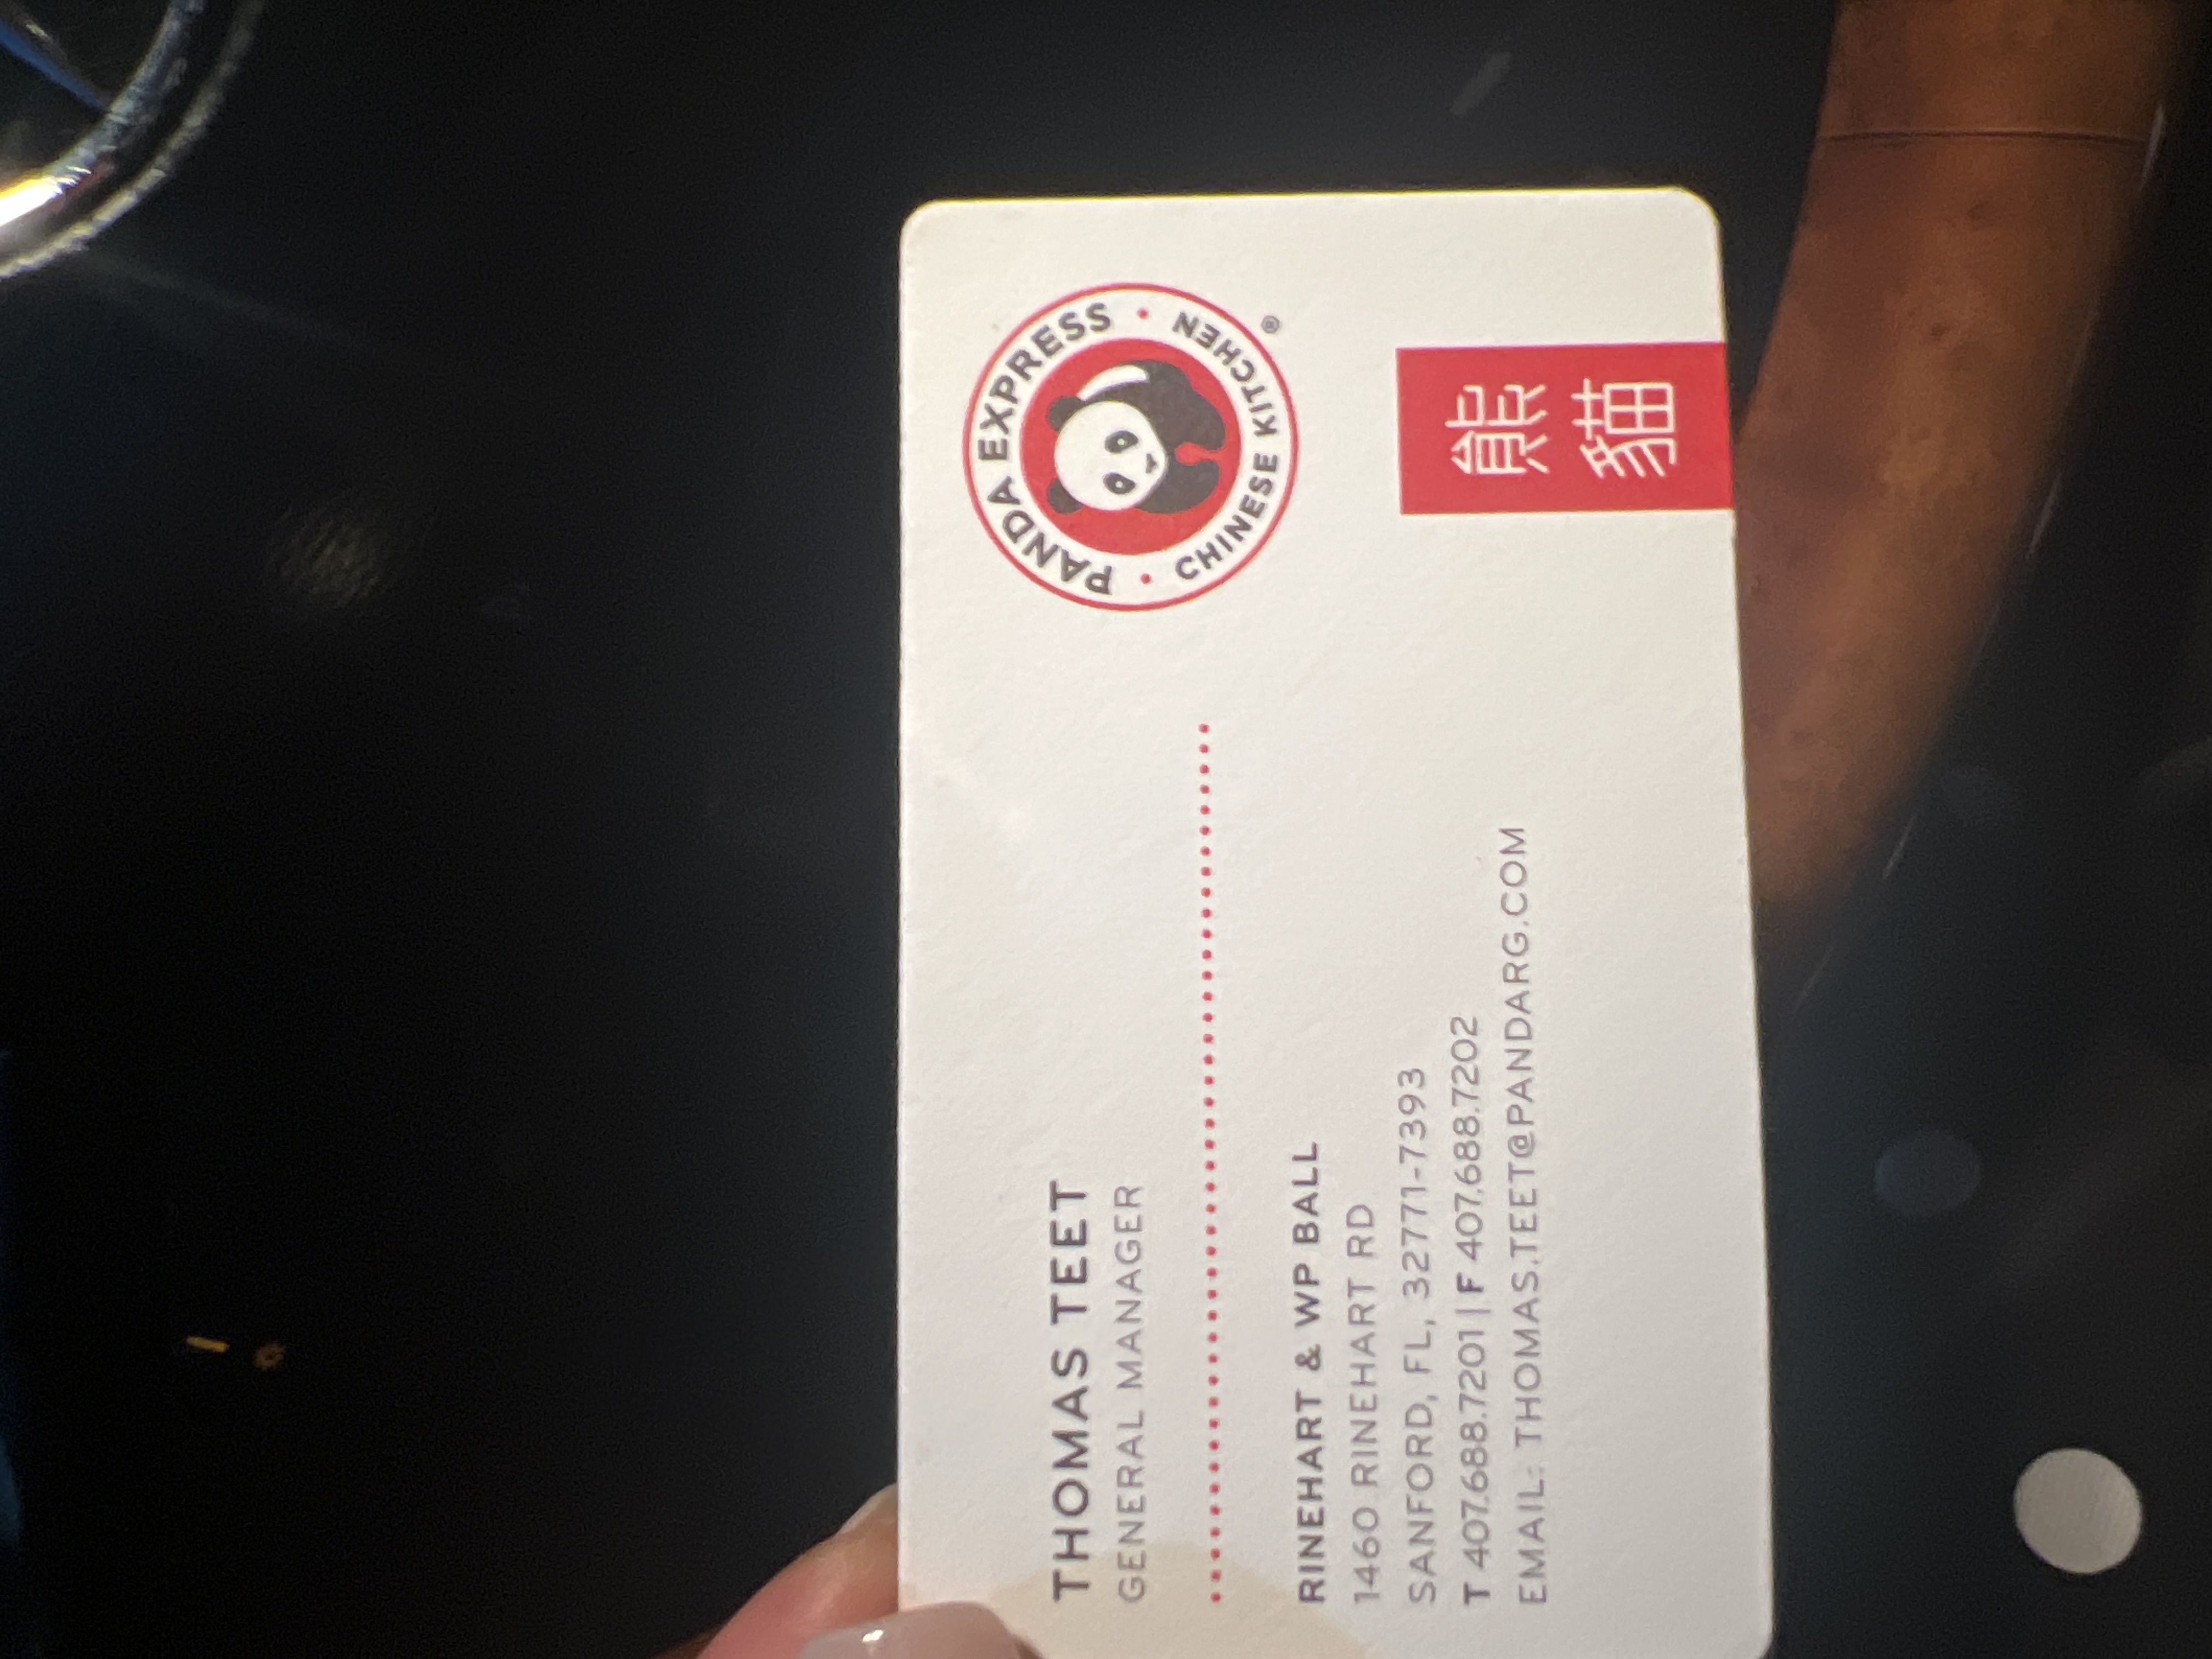 PANDA EXPRESS
CHINESE KITCHEN
®
熊
貓
THOMAS TEET
GENERAL MANAGER
RINEHART & WP BALL
1460 RINEHART RD
SANFORD, FL, 32771-7393
T 407.688.7201 | F 407.688.7202
EMAIL: THOMAS.TEET@PANDARG.COM